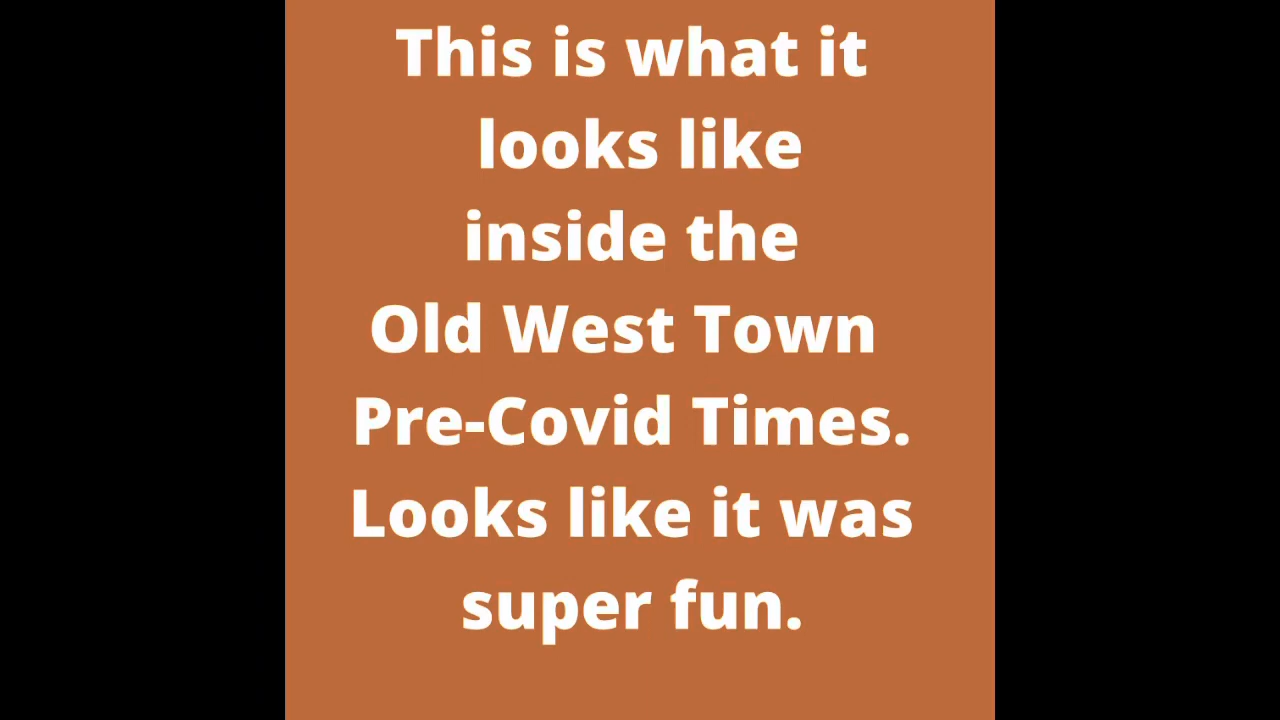 This is what it
looks like
inside the
Old West Town
Pre-Covid Times.
Looks like it was
super fun.